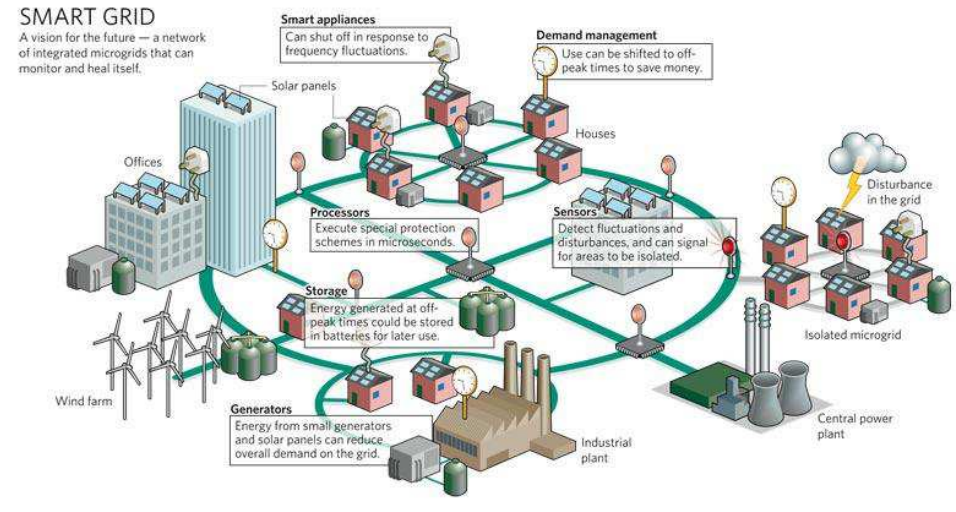 SMART GRID
A vision for the future — a network
of integrated microgrids that can
monitor and heal itself.
Smart appliances
Can shut off in response to
frequency fluctuations.
Demand management
Use can be shifted to off-
peak times to save money.
Solar panels
Houses
Offices
Disturbance
in the grid
Processors
Execute special protection
schemes in microseconds.
Sensors
Detect fluctuations and
disturbances, and can signal
for areas to be isolated.
Storage
Energy generated at off-
peak times could be stored
in batteries for later use.
Isolated microgrid
Wind farm
Generators
Energy from small generators
and solar panels can reduce
overall demand on the grid.
Industrial
plant
Central power
plant